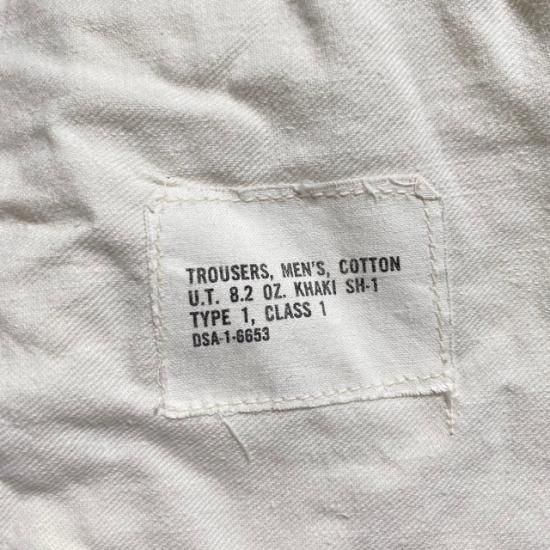 TROUSERS, MEN'S, COTTON
U.T. 8.2 OZ. KHAKI SH-1
TYPE 1, CLASS 1
DSA-1-6653